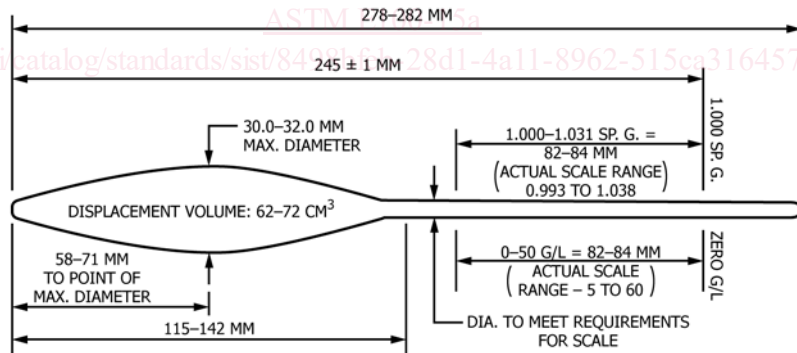 ASTM
5a
278–282 MM
i/catalog/standards/sist/8498
28d1-4a11-8962-515ca316457
245 ± 1 MM
30.0–32.0 MM
MAX. DIAMETER
1.000–1.031 SP. G. =
82–84 MM
(ACTUAL SCALE RANGE)
0.993 TO 1.038
1.000 SP. G.
DISPLACEMENT VOLUME: 62–72 CM³
58–71 MM
TO POINT OF
MAX. DIAMETER
0–50 G/L = 82–84 MM
(ACTUAL SCALE
RANGE – 5 TO 60)
ZERO G/L
115–142 MM
DIA. TO MEET REQUIREMENTS
FOR SCALE